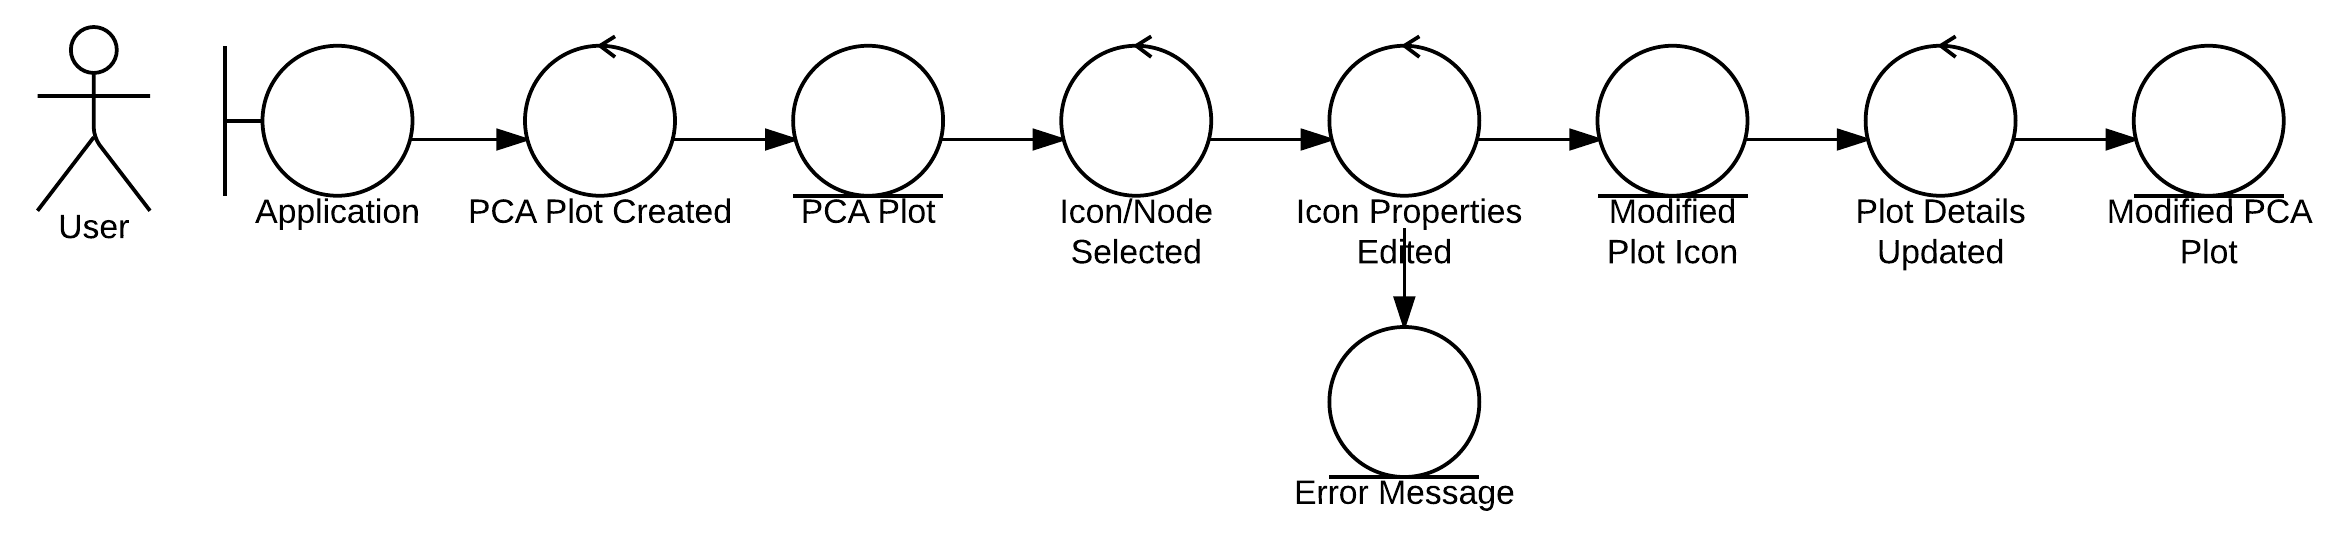 User
Application
PCA Plot Created
PCA Plot
Icon/Node
Selected
Icon Properties
Edited
Modified
Plot Icon
Plot Details
Updated
Modified PCA
Plot
Error Message